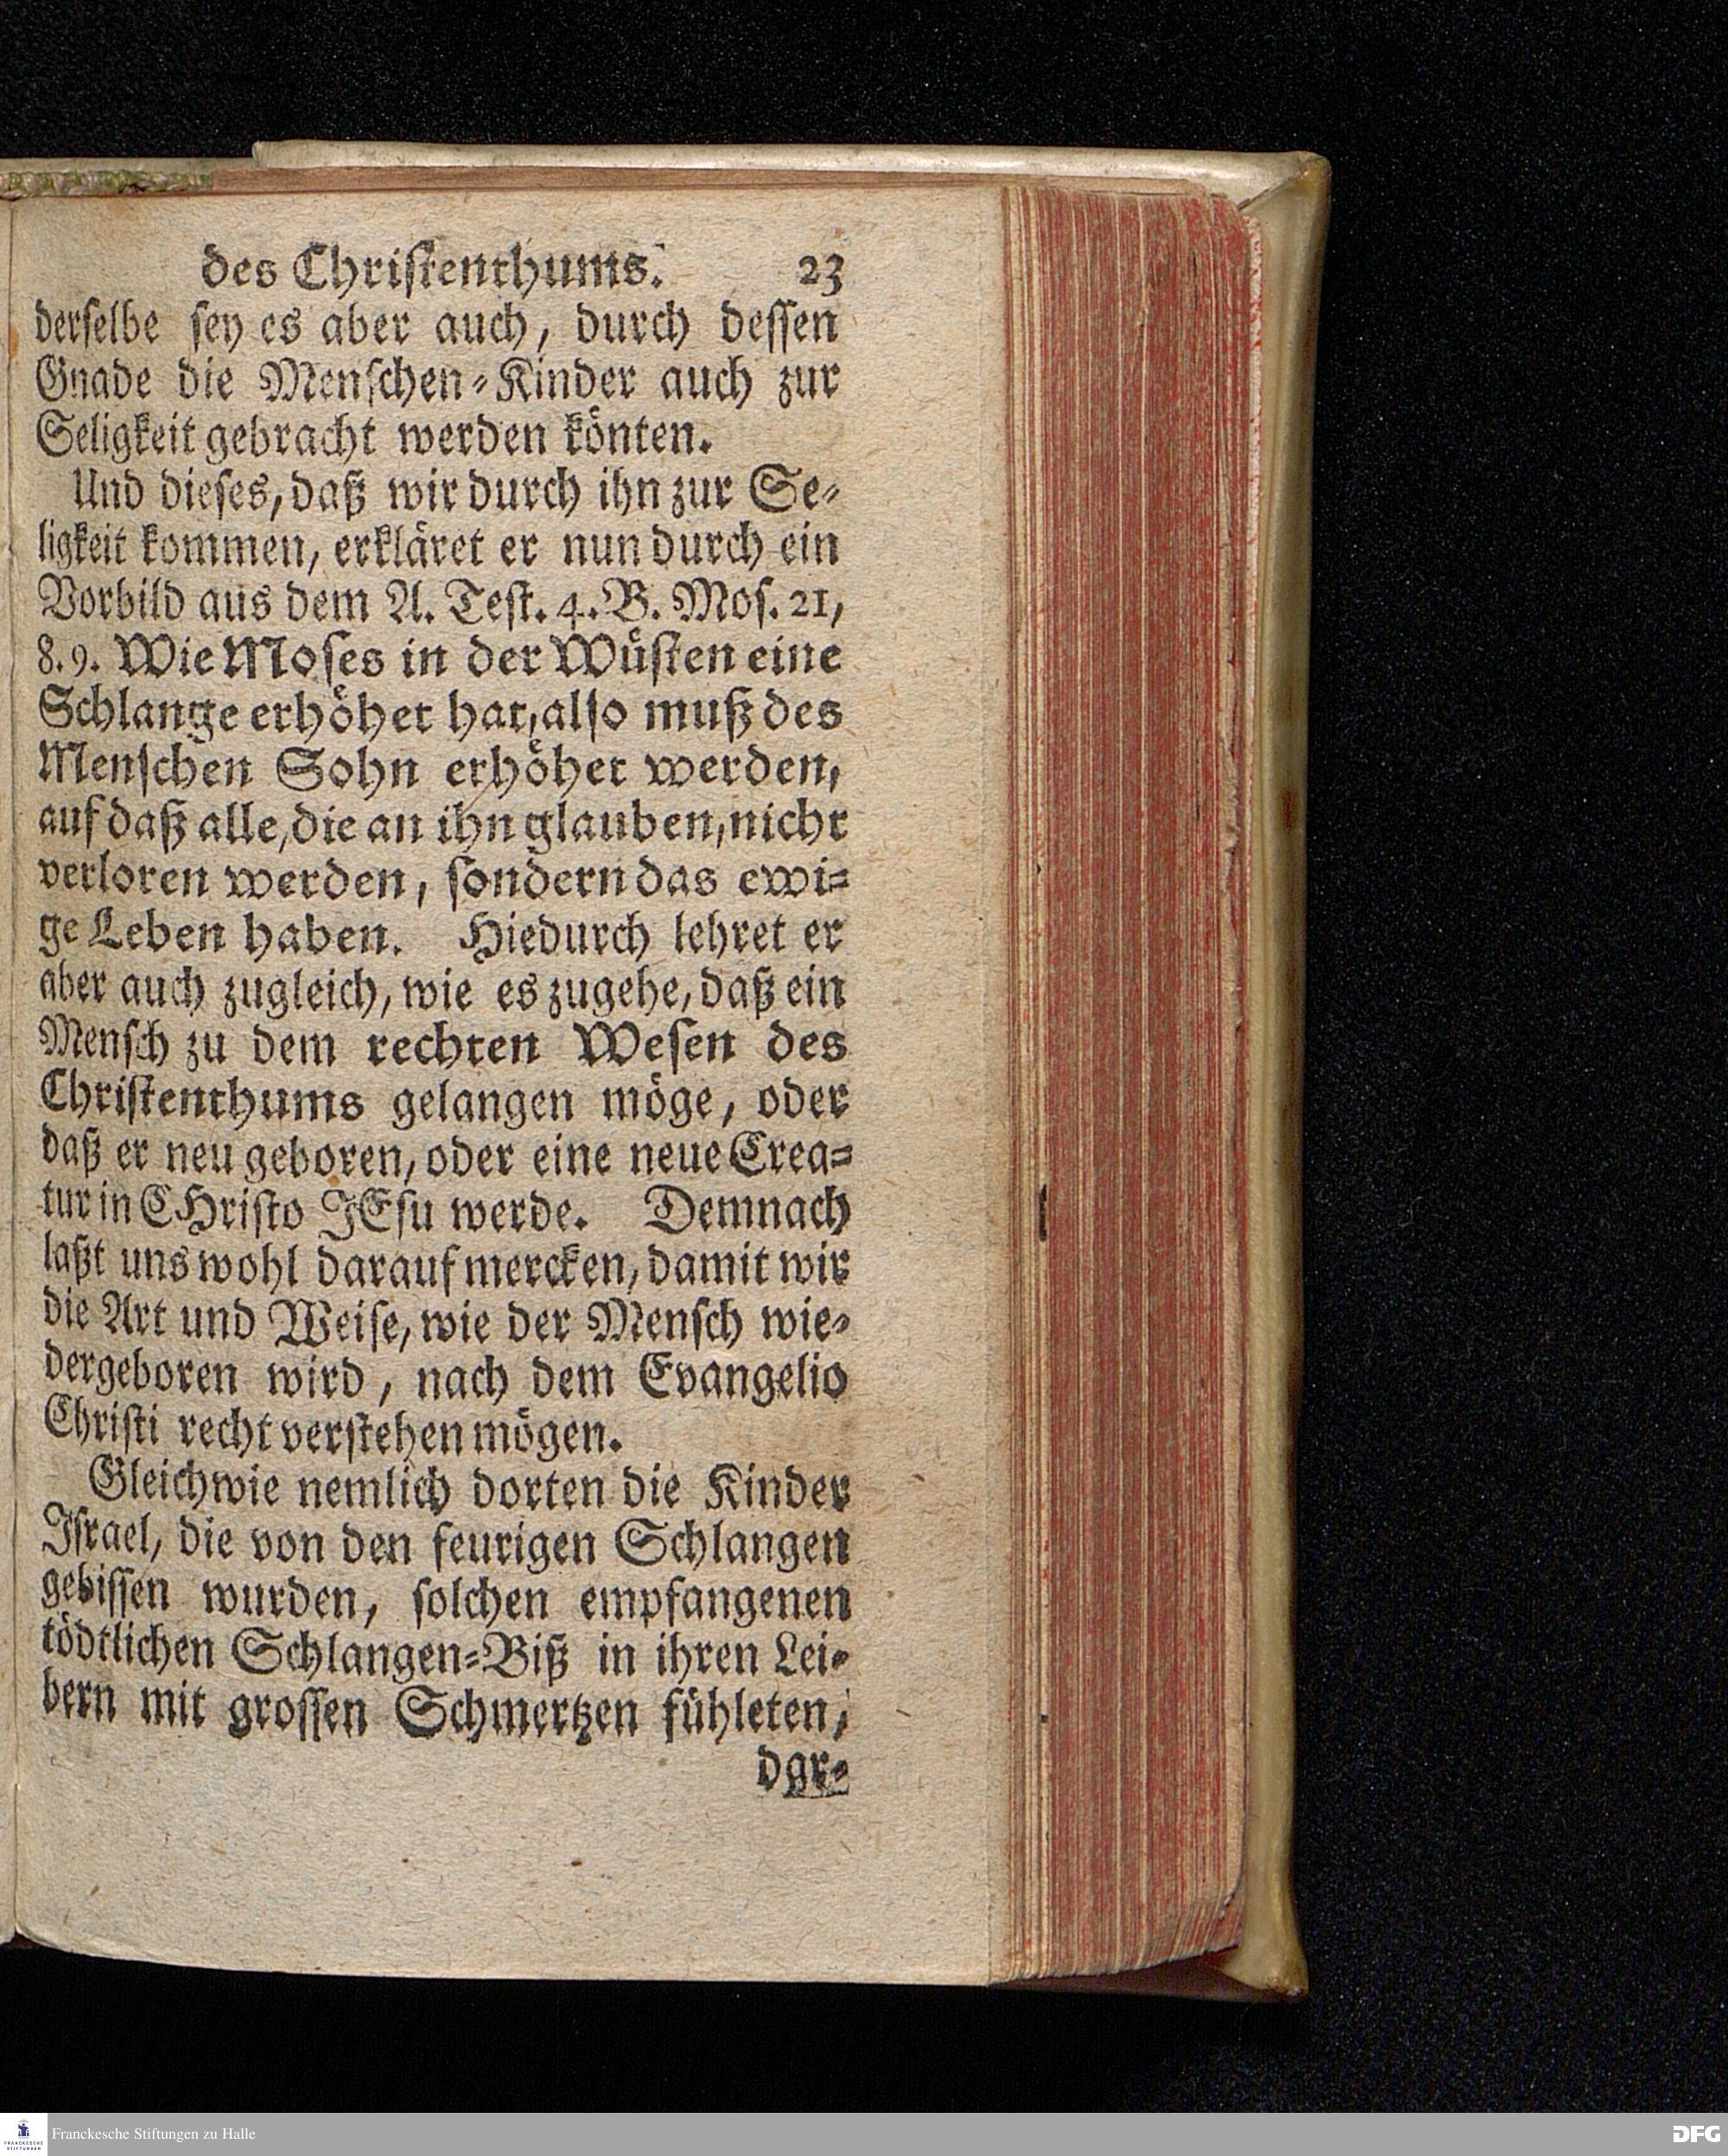 des Christenthums. 23
derselbe sey es aber auch, durch dessen
Gnade die Menschen-Kinder auch zur
Seligkeit gebracht werden könten.
Und dieses, daß wir durch ihn zur Se-
ligkeit kommen, erkläret er nun durch ein
Vorbild aus dem A. Test. 4. B. Mos. 21,
8. 9. Wie Moses in der Wüsten eine
Schlange erhöhet hat, also muß des
Menschen Sohn erhöhet werden,
auf daß alle, die an ihn glauben, nicht
verloren werden, sondern das ewi-
ge Leben haben. Hiedurch lehret er
aber auch zugleich, wie es zugehe, daß ein
Mensch zu dem rechten Wesen des
Christenthums gelangen möge, oder
daß er neu geboren, oder eine neue Crea-
tur in CHristo JEsu werde. Demnach
laßt uns wohl darauf mercken, damit wir
die Art und Weise, wie der Mensch wie-
dergeboren wird, nach dem Evangelio
Christi recht verstehen mögen.
Gleichwie nemlich dorten die Kinder
Israel, die von den feurigen Schlangen
gebissen wurden, solchen empfangenen
tödtlichen Schlangen-Biß in ihren Lei-
bern mit grossen Schmertzen fühleten,
dar-
Franckesche Stiftungen zu Halle
FRANCKESCHE
STIFTUNGEN
DFG